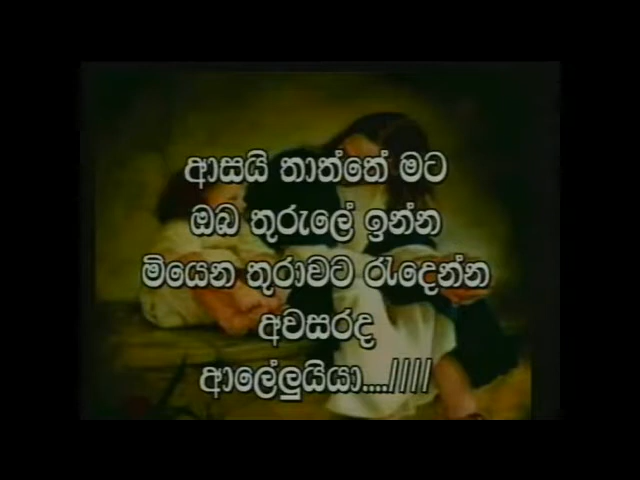 ආසයි තාත්තේ මට
ඔබ තුරුලේ ඉන්න
මියෙන තුරාවට රැදෙන්න
අවසරද
ආලේලුයියා....////